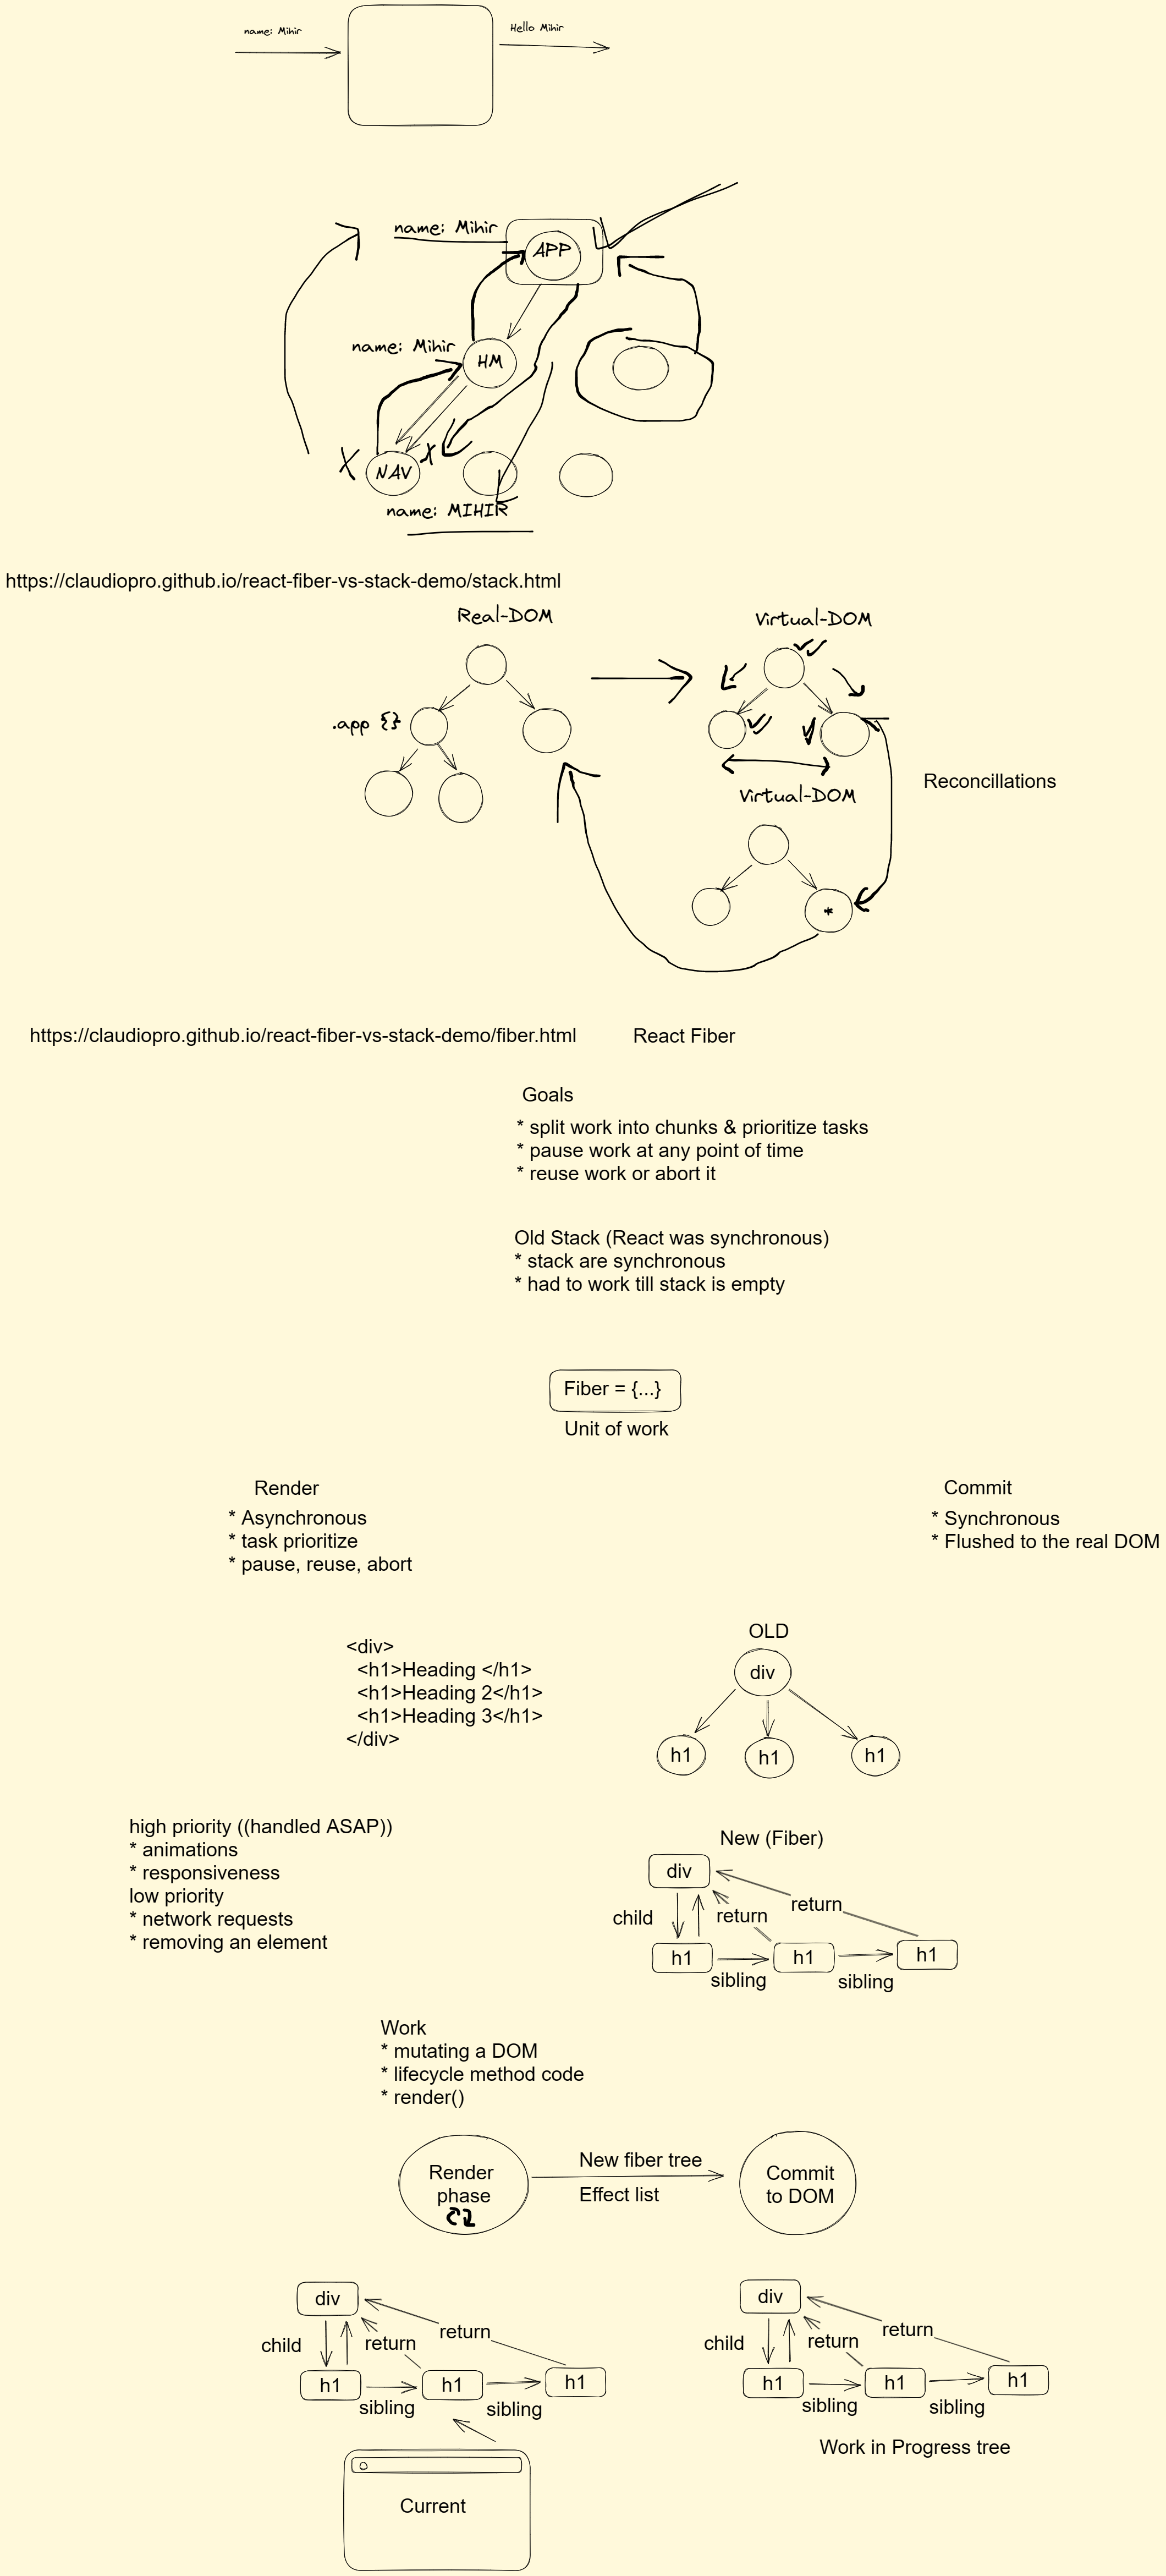 name: Mihir
Hello Mihir
name: Mihir
APP
name: Mihir
HM
X
NAV
X
name: MIHIR
https://claudiopro.github.io/react-fiber-vs-stack-demo/stack.html
Real-DOM
Virtual-DOM
.app {}
Virtual-DOM
Reconcillations
*
https://claudiopro.github.io/react-fiber-vs-stack-demo/fiber.html
React Fiber
Goals
* split work into chunks & prioritize tasks
* pause work at any point of time
* reuse work or abort it
Old Stack (React was synchronous)
* stack are synchronous
* had to work till stack is empty
Fiber = {...}
Unit of work
Render
* Asynchronous
* task prioritize
* pause, reuse, abort
Commit
* Synchronous
* Flushed to the real DOM
<div>
<h1>Heading </h1>
<h1>Heading 2</h1>
<h1>Heading 3</h1>
</div>
OLD
div
h1
h1
h1
high priority ((handled ASAP))
* animations
* responsiveness
low priority
* network requests
* removing an element
New (Fiber)
div
child
return
return
h1
sibling
h1
sibling
h1
Work
* mutating a DOM
* lifecycle method code
* render()
Render
phase
New fiber tree
Effect list
Commit
to DOM
div
child
return
return
h1
sibling
h1
sibling
h1
Current
div
child
return
return
h1
sibling
h1
sibling
h1
Work in Progress tree